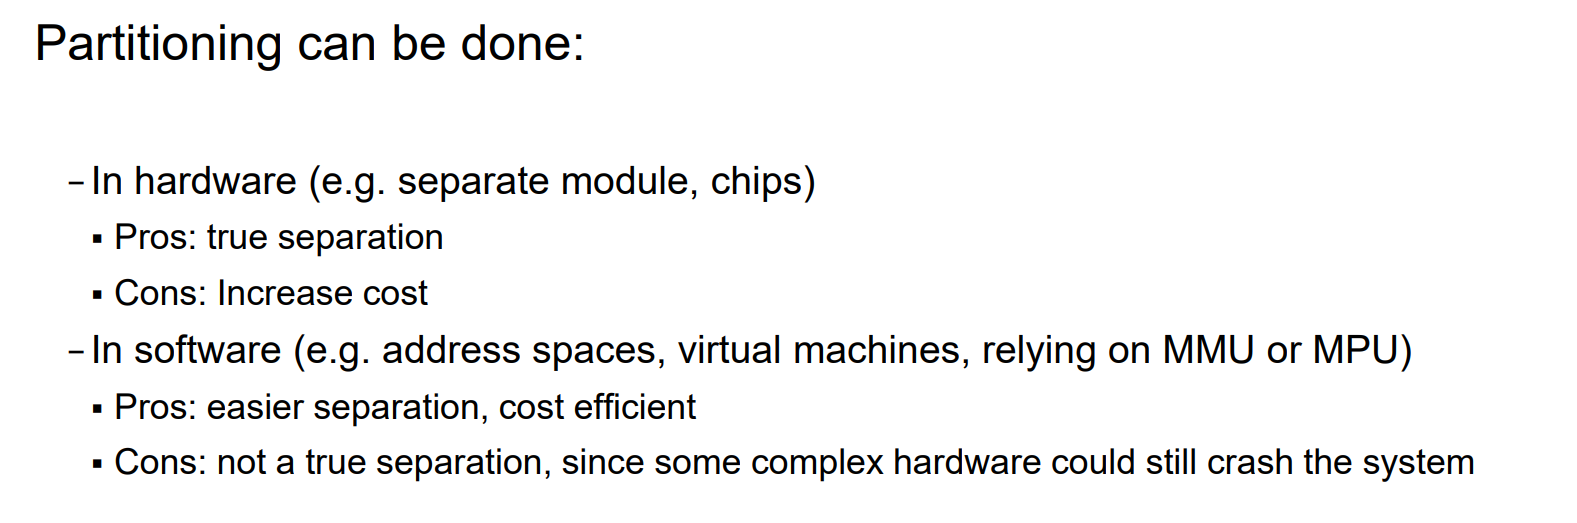 Partitioning can be done:
– In hardware (e.g. separate module, chips)
▪ Pros: true separation
▪ Cons: Increase cost
– In software (e.g. address spaces, virtual machines, relying on MMU or MPU)
▪ Pros: easier separation, cost efficient
▪ Cons: not a true separation, since some complex hardware could still crash the system